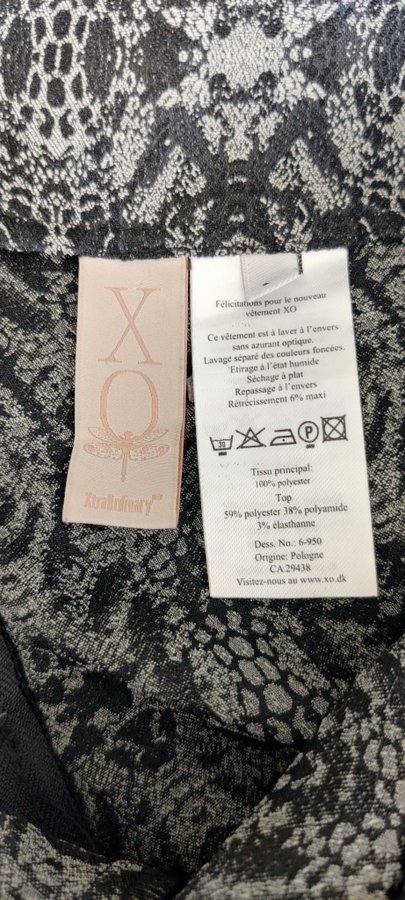 XO
Xtraordinary
Félicitations pour le nouveau
vêtement XO
Ce vêtement est à laver à l'envers
sans azurant optique.
Lavage séparé des couleurs foncées.
Etirage à l'état humide
Séchage à plat
Repassage à l'envers
Rétrécissement 6% maxi
30
P
Tissu principal:
100% polyester
Top
59% polyester 38% polyamide
3% élasthanne
Dess. No.: 6-950
Origine: Pologne
CA 29438
Visitez-nous au www.xo.dk